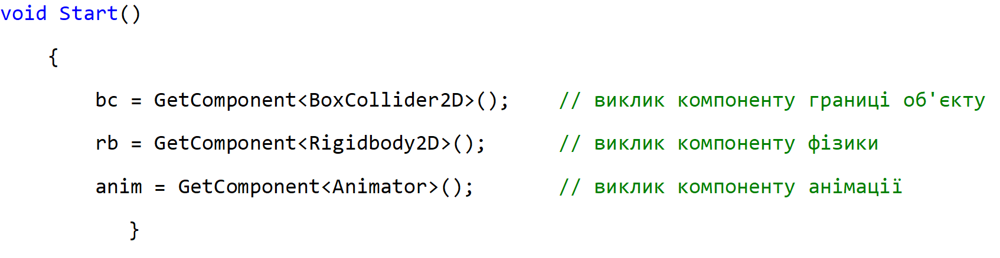 void Start()
{
bc = GetComponent<BoxCollider2D>(); // виклик компоненту границі об'єкту
rb = GetComponent<Rigidbody2D>(); // виклик компоненту фізики
anim = GetComponent<Animator>(); // виклик компоненту анімації
}